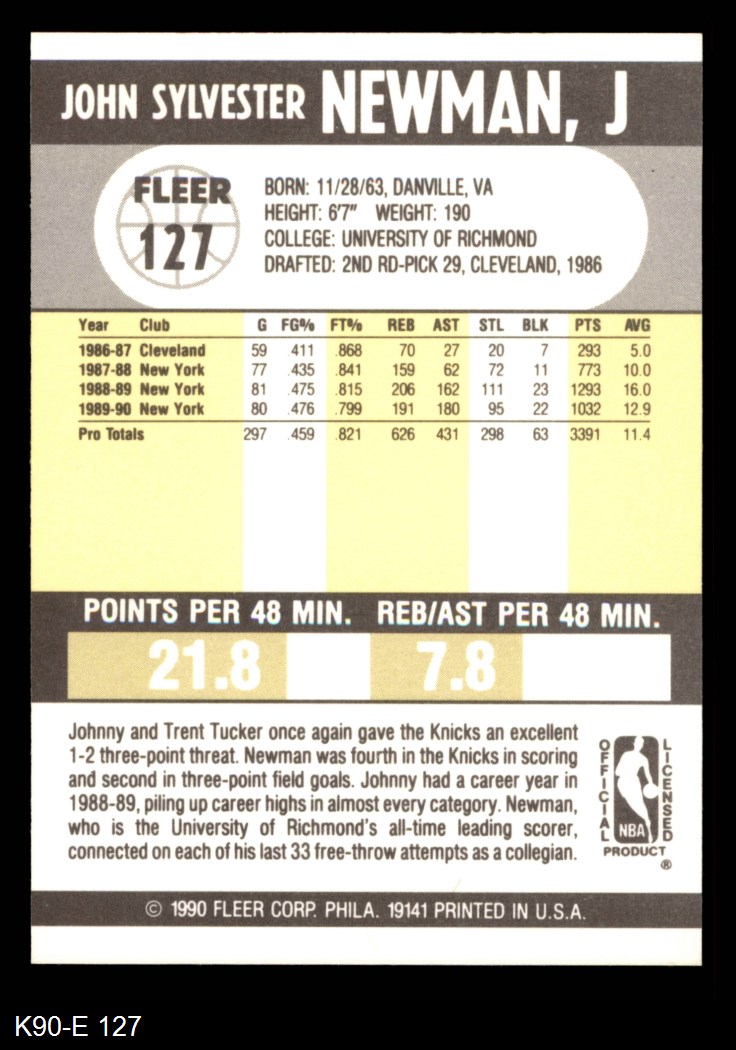 JOHN SYLVESTER NEWMAN, J
FLEER
127
BORN: 11/28/63, DANVILLE, VA
HEIGHT: 6'7" WEIGHT: 190
COLLEGE: UNIVERSITY OF RICHMOND
DRAFTED: 2ND RD-PICK 29, CLEVELAND, 1986
Year Club G FG% FT% REB AST STL BLK PTS AVG
1986-87 Cleveland 59 .411 .868 70 27 20 7 293 5.0
1987-88 New York 77 .435 .841 159 62 72 11 773 10.0
1988-89 New York 81 .475 .815 206 162 111 23 1293 16.0
1989-90 New York 80 .476 .799 191 180 95 22 1032 12.9
Pro Totals 297 .459 .821 626 431 298 63 3391 11.4
POINTS PER 48 MIN. REB/AST PER 48 MIN.
21.8 7.8
Johnny and Trent Tucker once again gave the Knicks an excellent
1-2 three-point threat. Newman was fourth in the Knicks in scoring
and second in three-point field goals. Johnny had a career year in
1988-89, piling up career highs in almost every category. Newman,
who is the University of Richmond's all-time leading scorer,
connected on each of his last 33 free-throw attempts as a collegian.
OFFICIAL
LICENSED
NBA
PRODUCT
®
© 1990 FLEER CORP. PHILA. 19141 PRINTED IN U.S.A.
K90-E 127